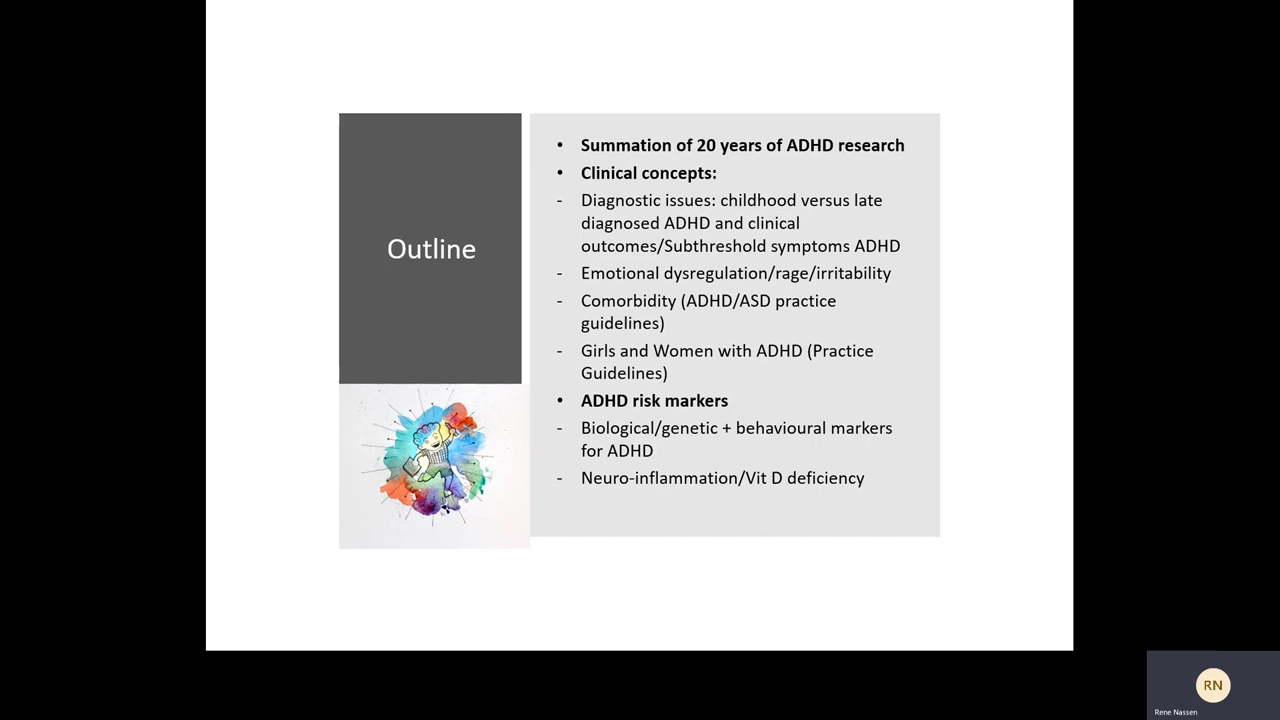 Outline
• Summation of 20 years of ADHD research
• Clinical concepts:
- Diagnostic issues: childhood versus late
diagnosed ADHD and clinical
outcomes/Subthreshold symptoms ADHD
- Emotional dysregulation/rage/irritability
- Comorbidity (ADHD/ASD practice
guidelines)
- Girls and Women with ADHD (Practice
Guidelines)
• ADHD risk markers
- Biological/genetic + behavioural markers
for ADHD
- Neuro-inflammation/Vit D deficiency
RN
Rene Nassen